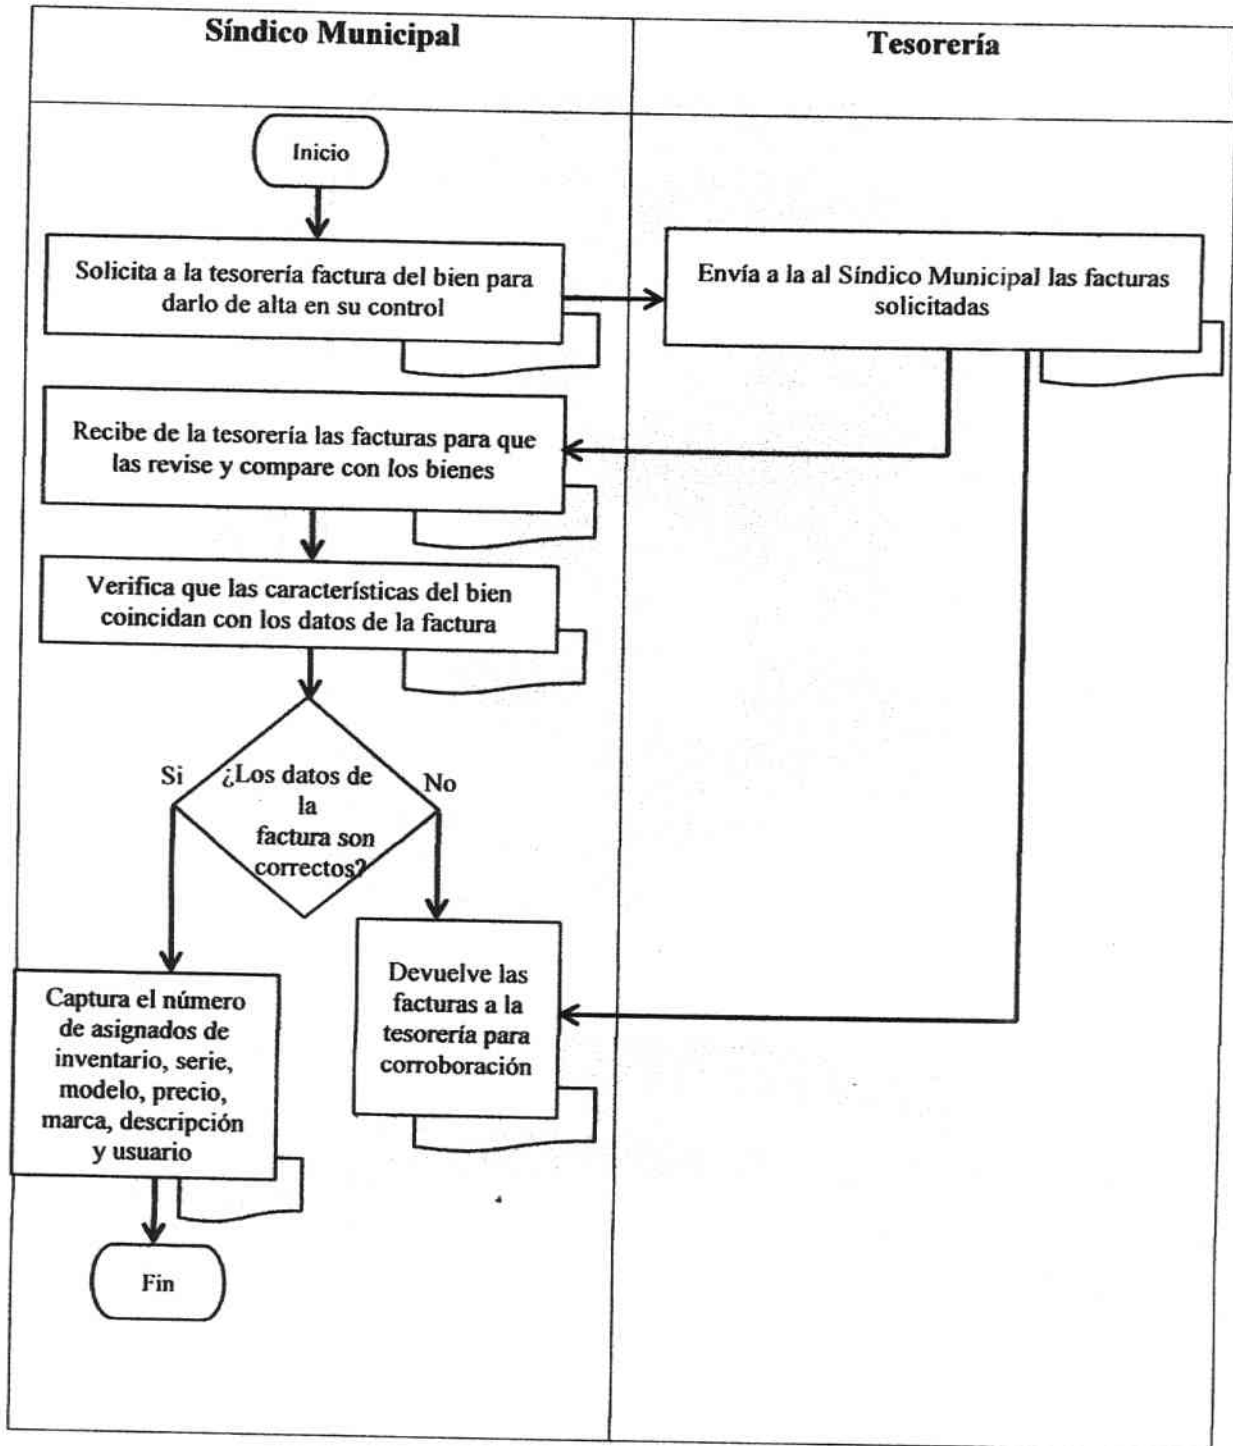 Síndico Municipal
Tesorería
Inicio
Solicita a la tesorería factura del bien para
darlo de alta en su control
Envía a la al Síndico Municipal las facturas
solicitadas
Recibe de la tesorería las facturas para que
las revise y compare con los bienes
Verifica que las características del bien
coincidan con los datos de la factura
Si
¿Los datos de
la
factura son
correctos?
No
Devuelve las
facturas a la
tesorería para
corroboración
Captura el número
de asignados de
inventario, serie,
modelo, precio,
marca, descripción
y usuario
Fin